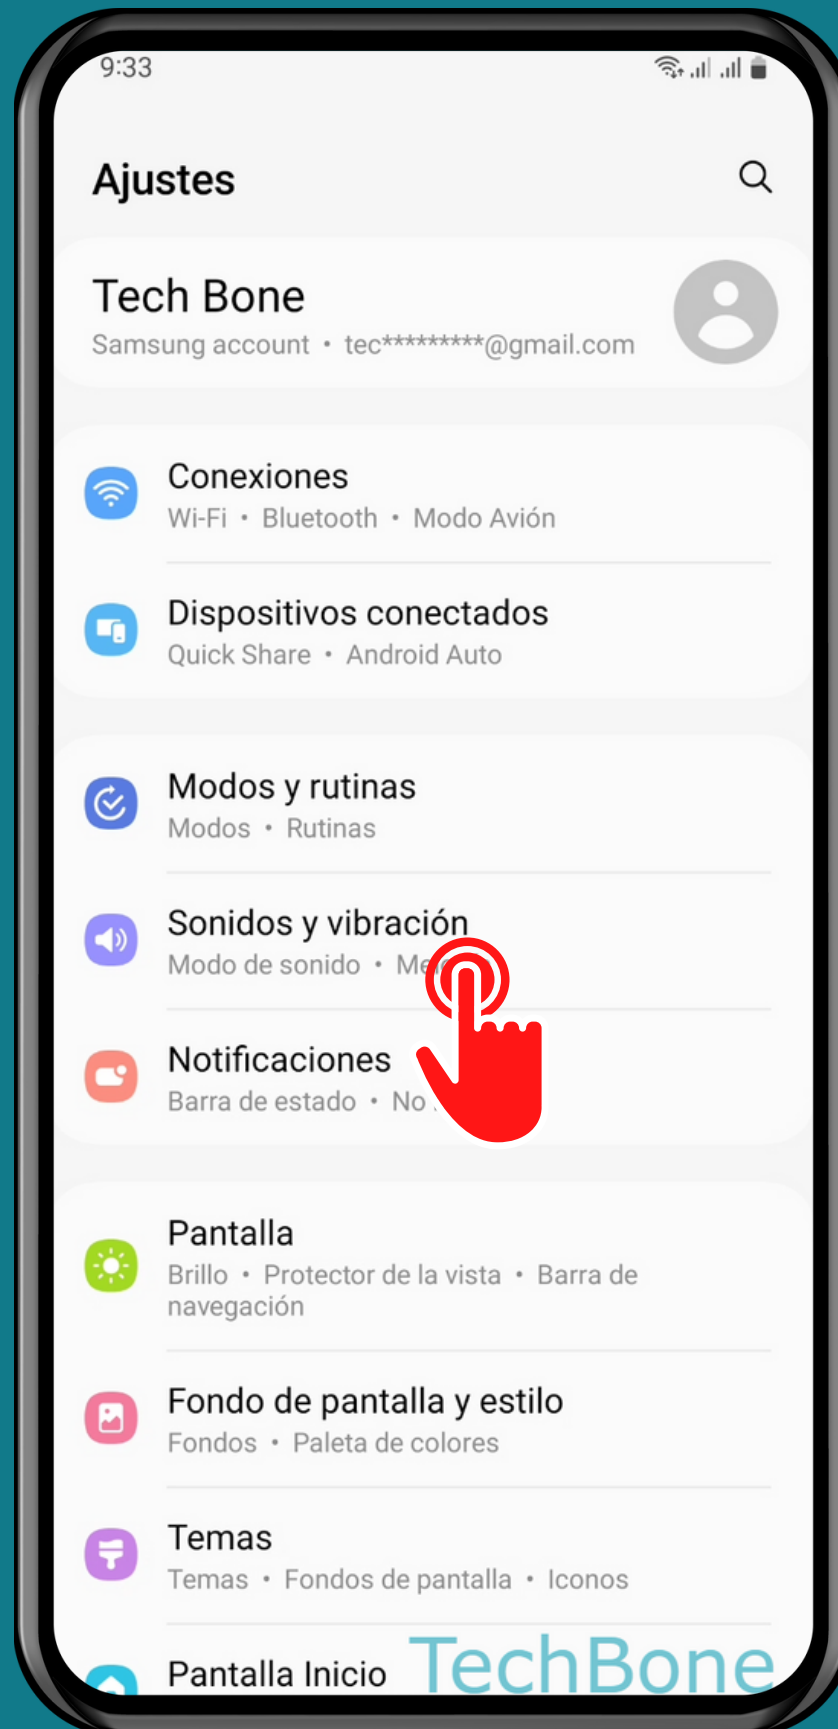 9:33
Ajustes
Tech Bone
Samsung account • tec*********@gmail.com
Conexiones
Wi-Fi • Bluetooth • Modo Avión
Dispositivos conectados
Quick Share • Android Auto
Modos y rutinas
Modos • Rutinas
Sonidos y vibración
Modo de sonido •
Notificaciones
Barra de estado • No
Pantalla
Brillo • Protector de la vista • Barra de
navegación
Fondo de pantalla y estilo
Fondos • Paleta de colores
Temas
Temas • Fondos de pantalla • Iconos
Pantalla Inicio
TechBone